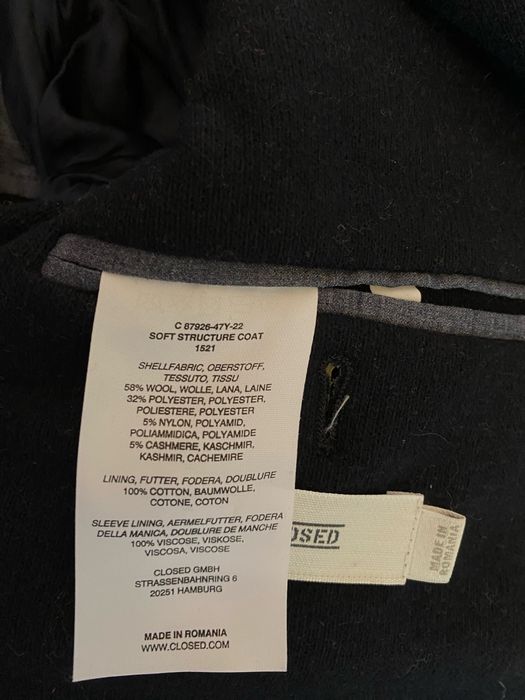 C 87926-47Y-22
SOFT STRUCTURE COAT
1521
SHELLFABRIC, OBERSTOFF,
TESSUTO, TISSU
58% WOOL, WOLLE, LANA, LAINE
32% POLYESTER, POLYESTER,
POLIESTERE, POLYESTER
5% NYLON, POLYAMID,
POLIAMMIDICA, POLYAMIDE
5% CASHMERE, KASCHMIR,
KASHMIR, CACHEMIRE
LINING, FUTTER, FODERA, DOUBLURE
100% COTTON, BAUMWOLLE,
COTONE, COTON
SLEEVE LINING, AERMELFUTTER, FODERA
DELLA MANICA, DOUBLURE DE MANCHE
100% VISCOSE, VISKOSE,
VISCOSA, VISCOSE
CLOSED GMBH
STRASSENBAHNRING 6
20251 HAMBURG
MADE IN ROMANIA
WWW.CLOSED.COM
OSED
MADE IN
ROMANIA